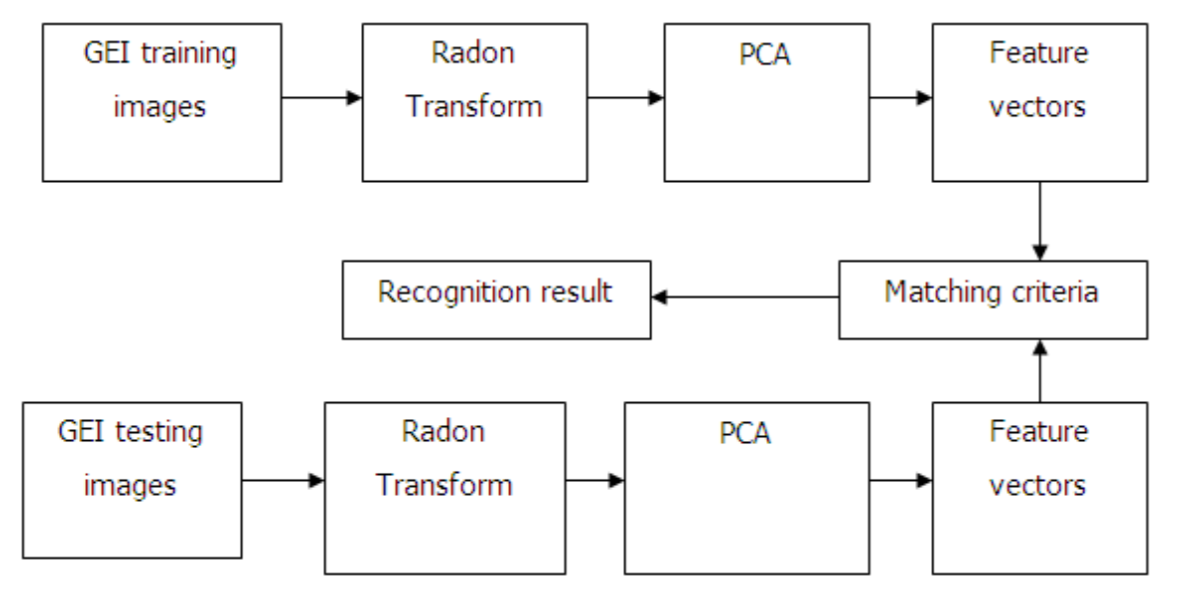 GEI training
images
Radon
Transform
PCA
Feature
vectors
Recognition result
Matching criteria
GEI testing
images
Radon
Transform
PCA
Feature
vectors